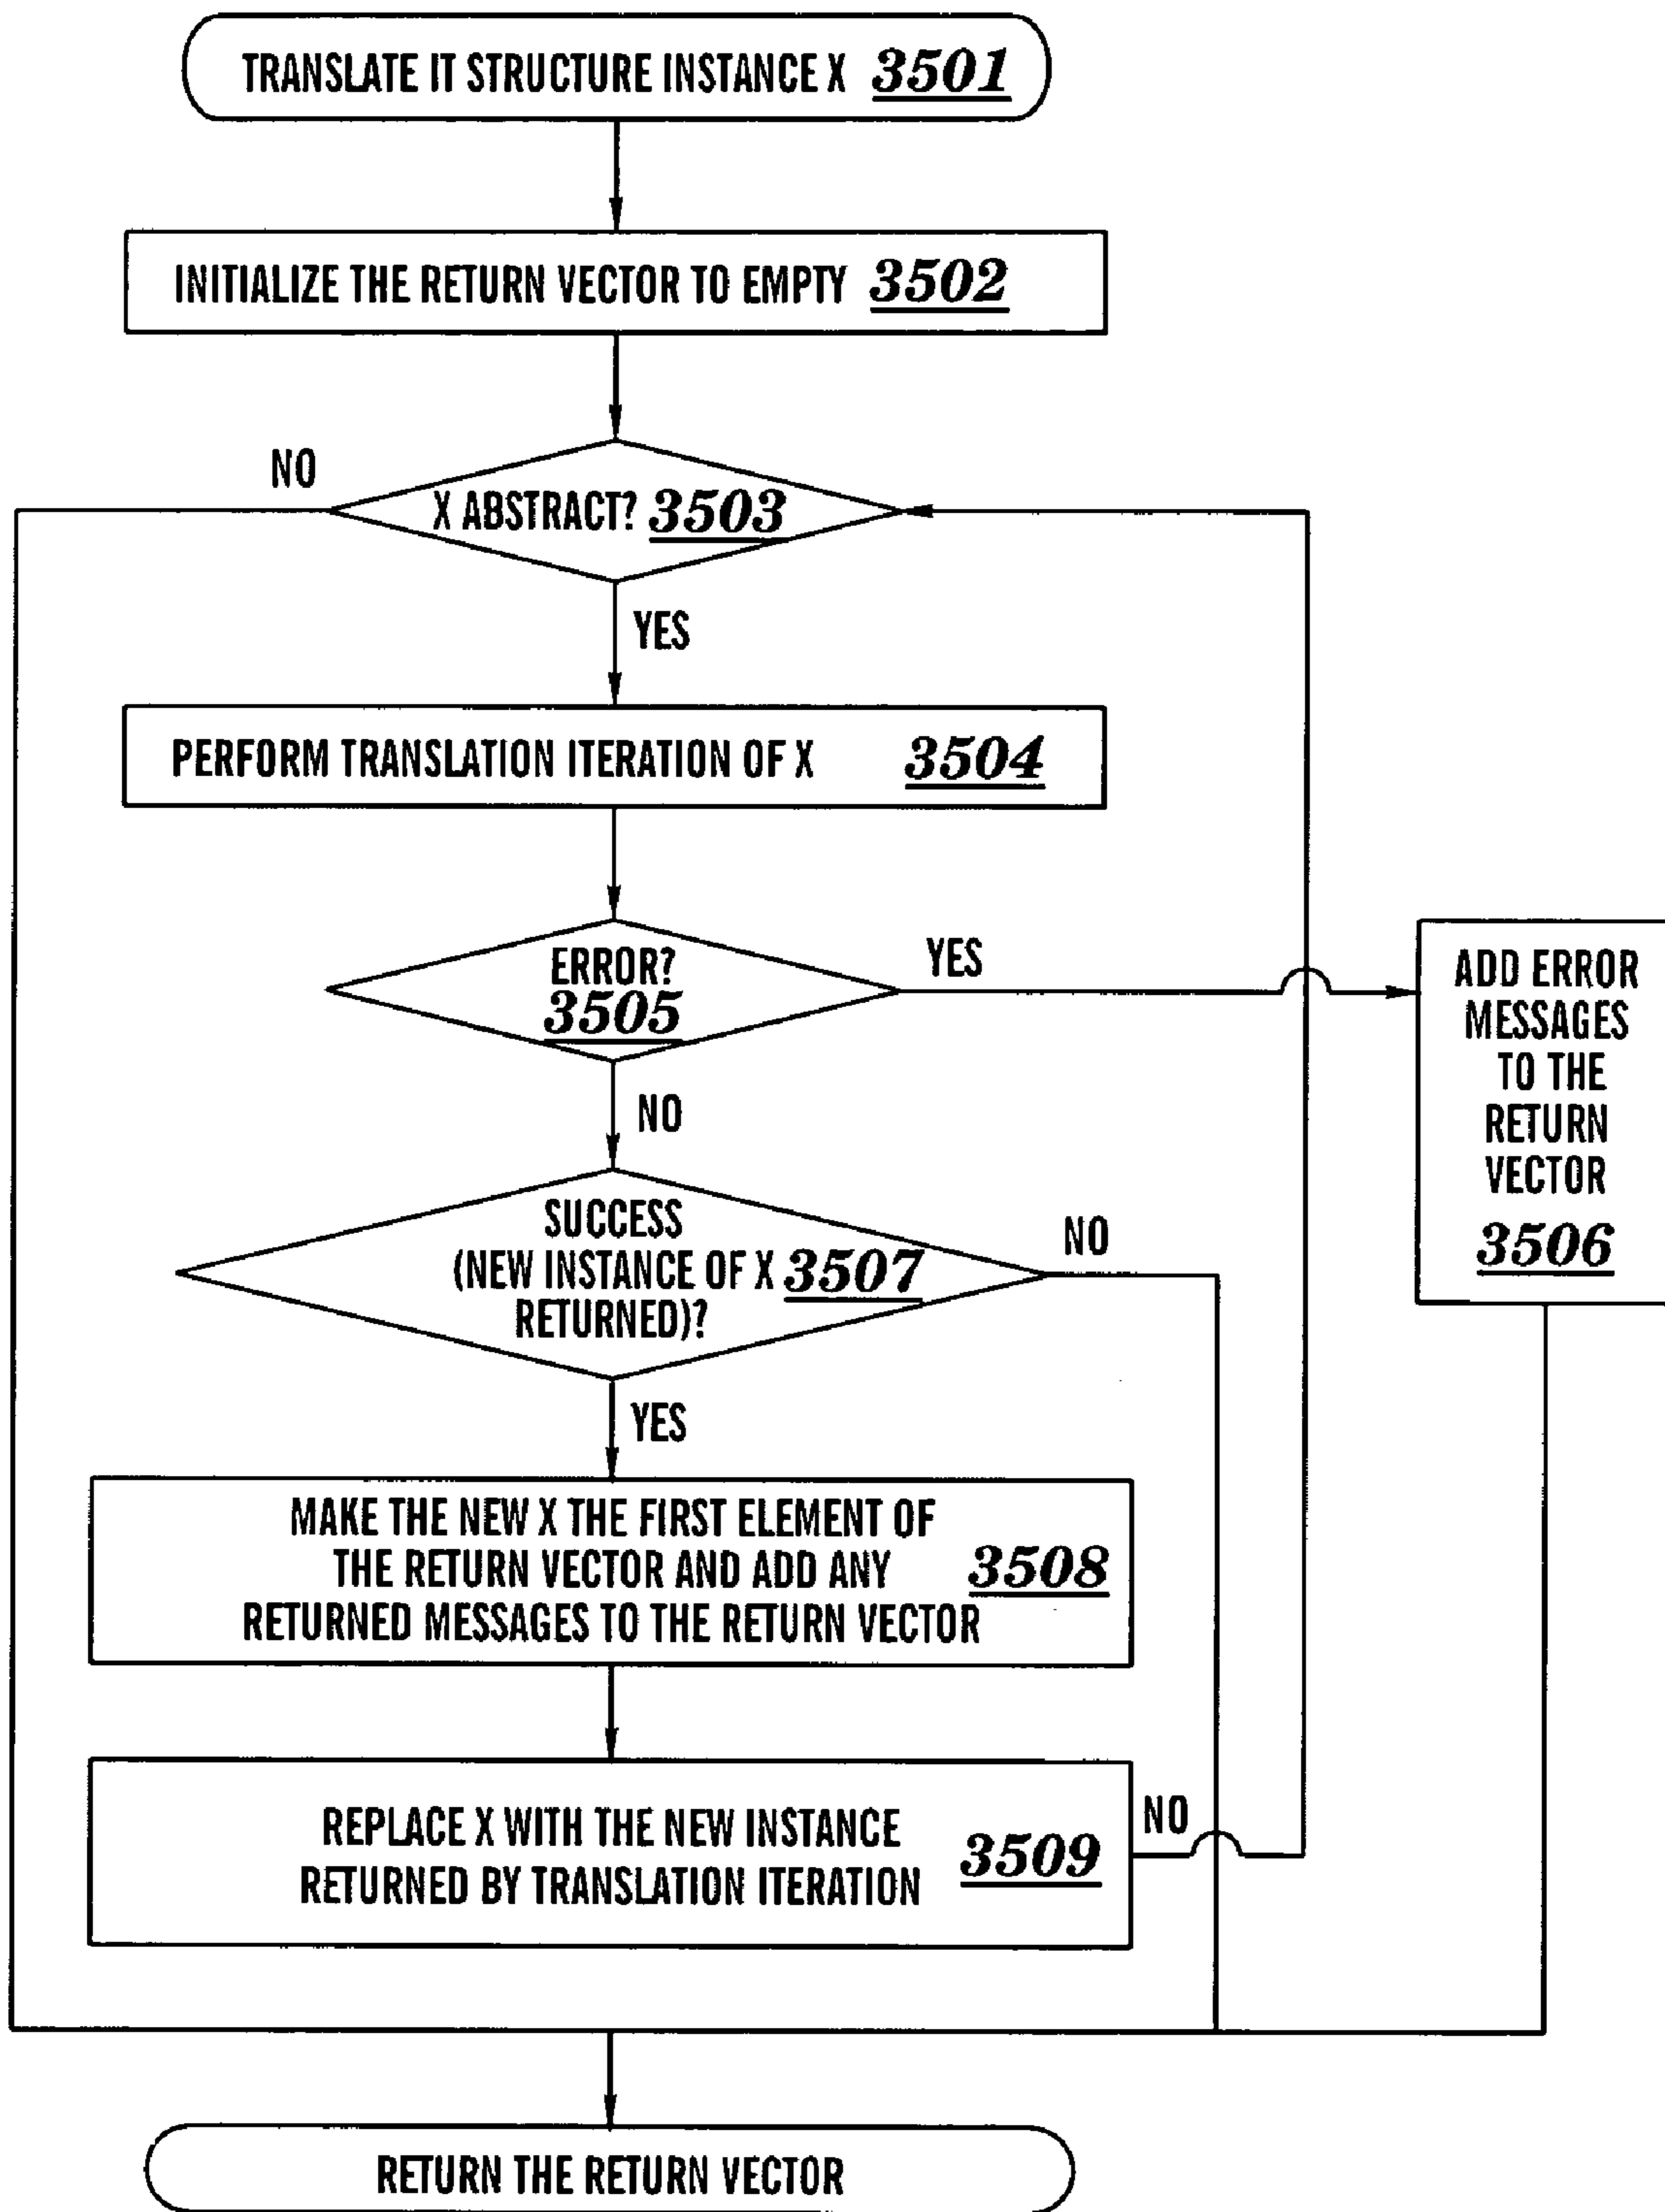 TRANSLATE IT STRUCTURE INSTANCE X 3501
INITIALIZE THE RETURN VECTOR TO EMPTY 3502
NO
X ABSTRACT? 3503
YES
PERFORM TRANSLATION ITERATION OF X 3504
ERROR?
3505
YES
ADD ERROR
MESSAGES
TO THE
RETURN
VECTOR
3506
NO
SUCCESS
(NEW INSTANCE OF X 3507
RETURNED)?
NO
YES
MAKE THE NEW X THE FIRST ELEMENT OF
THE RETURN VECTOR AND ADD ANY 3508
RETURNED MESSAGES TO THE RETURN VECTOR
REPLACE X WITH THE NEW INSTANCE
RETURNED BY TRANSLATION ITERATION 3509
NO
RETURN THE RETURN VECTOR